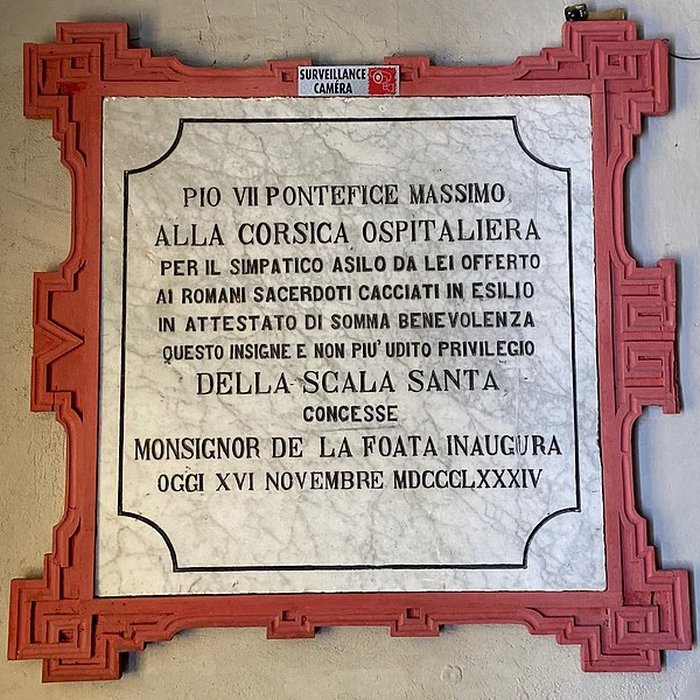 SURVEILLANCE
CAMÉRA
PIO VII PONTEFICE MASSIMO
ALLA CORSICA OSPITALIERA
PER IL SIMPATICO ASILO DA LEI OFFERTO
AI ROMANI SACERDOTI CACCIATI IN ESILIO
IN ATTESTATO DI SOMMA BENEVOLENZA
QUESTO INSIGNE E NON PIU' UDITO PRIVILEGIO
DELLA SCALA SANTA
CONCESSE
MONSIGNOR DE LA FOATA INAUGURA
OGGI XVI NOVEMBRE MDCCCLXXXIV